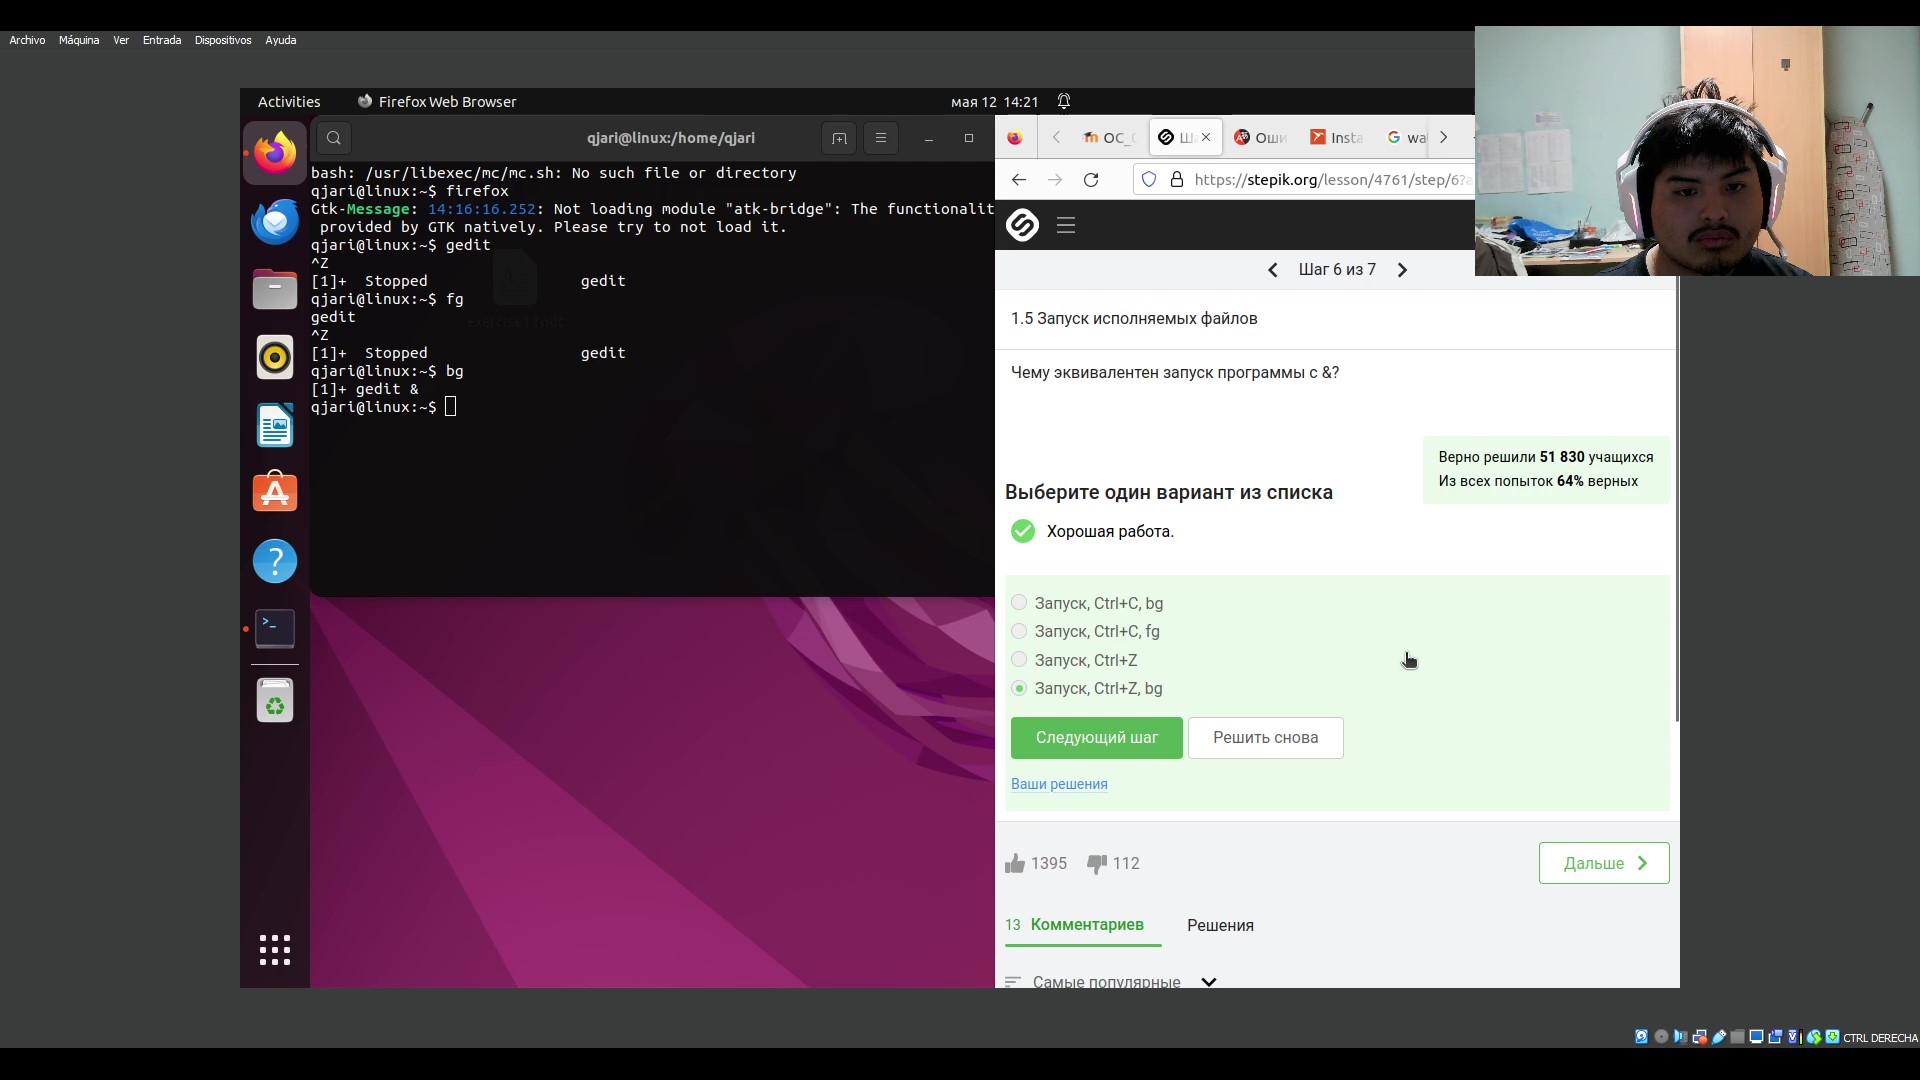 Archivo Máquina Ver Entrada Dispositivos Ayuda
Activities Firefox Web Browser мая 12 14:21
qjari@linux:/home/qjari
bash: /usr/libexec/mc/mc.sh: No such file or directory
qjari@linux:~$ firefox
Gtk-Message: 14:16:16.252: Not loading module "atk-bridge": The functionalit
provided by GTK natively. Please try to not load it.
qjari@linux:~$ gedit
^Z
[1]+ Stopped gedit
qjari@linux:~$ fg
gedit
^Z
[1]+ Stopped gedit
qjari@linux:~$ bg
[1]+ gedit &
qjari@linux:~$
ОС_ Ш Оши Insta wa
https://stepik.org/lesson/4761/step/6?
Шаг 6 из 7
1.5 Запуск исполняемых файлов
Чему эквивалентен запуск программы с &?
Верно решили 51 830 учащихся
Из всех попыток 64% верных
Выберите один вариант из списка
Хорошая работа.
Запуск, Ctrl+C, bg
Запуск, Ctrl+C, fg
Запуск, Ctrl+Z
Запуск, Ctrl+Z, bg
Следующий шаг Решить снова
Ваши решения
1395 112
Дальше
13 Комментариев Решения
Самые популярные
CTRL DERECHA